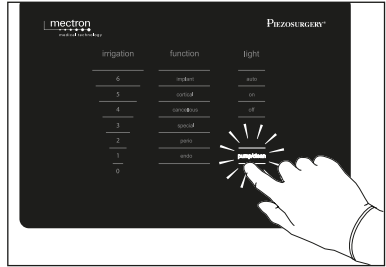 mectron
medical technology
PIEZOSURGERY®
irrigation function light
6 implant auto
5 cortical on
4 cancellous off
3 special
2 perio
1 endo pump/clean
0